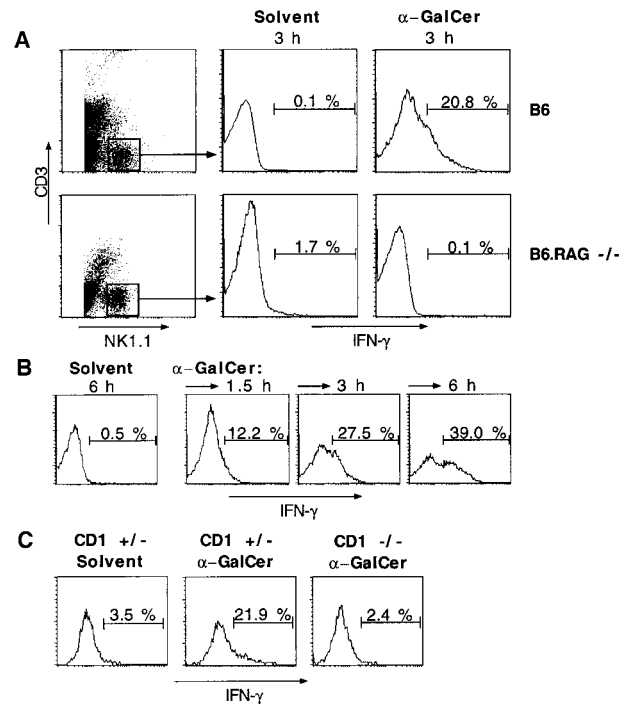 A
Solvent
3 h
α-GalCer
3 h
0.1 %
20.8 %
B6
CD3
1.7 %
0.1 %
B6.RAG -/-
NK1.1
IFN-γ
B
Solvent
6 h
α-GalCer:
1.5 h
3 h
6 h
0.5 %
12.2 %
27.5 %
39.0 %
IFN-γ
C
CD1 +/-
Solvent
CD1 +/-
α-GalCer
CD1 -/-
α-GalCer
3.5 %
21.9 %
2.4 %
IFN-γ